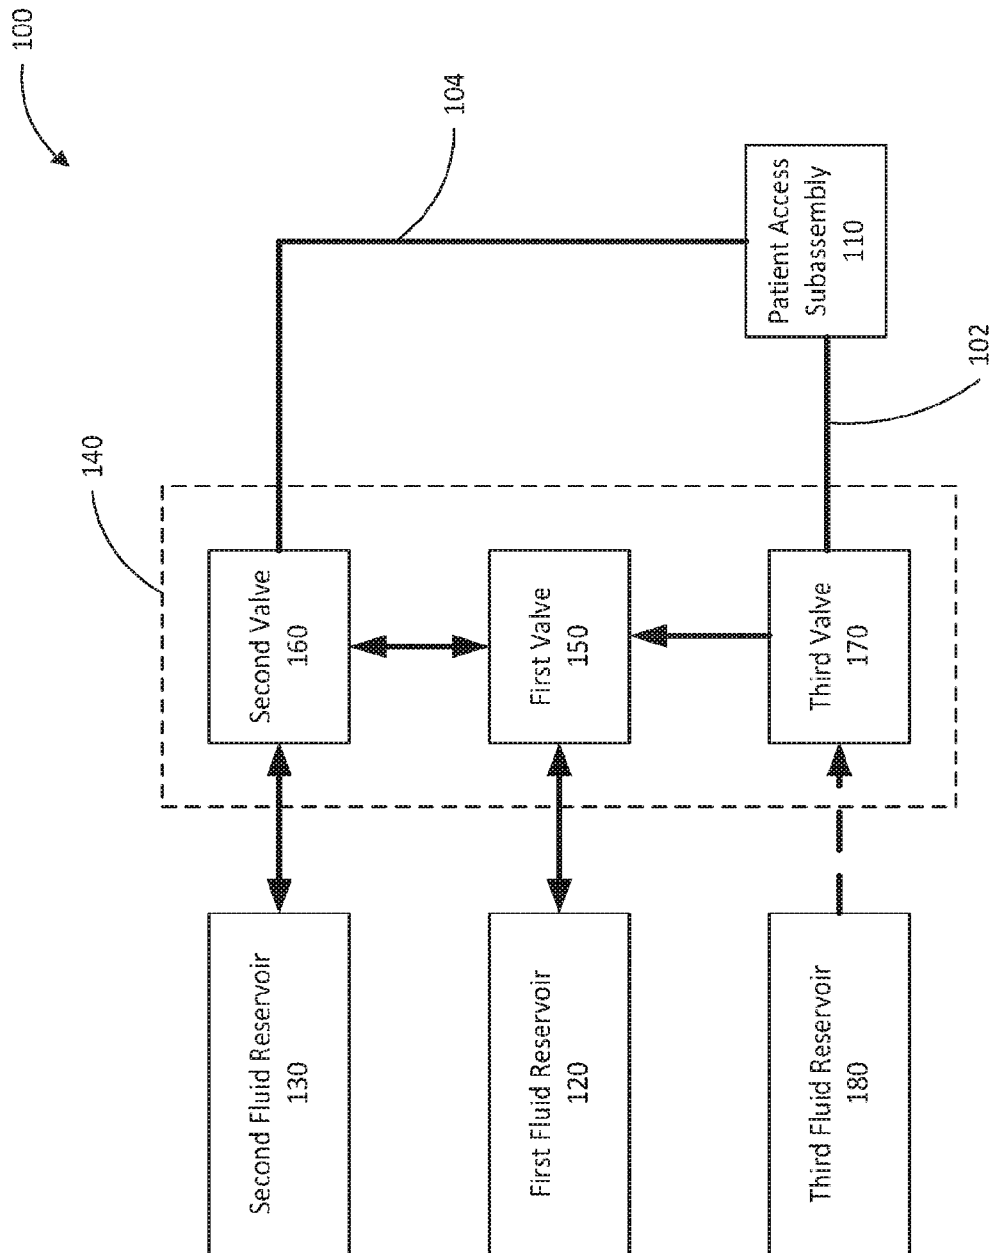 100
104
140
102
Second Fluid Reservoir
130
Second Valve
160
First Fluid Reservoir
120
First Valve
150
Third Fluid Reservoir
180
Third Valve
170
Patient Access
Subassembly
110